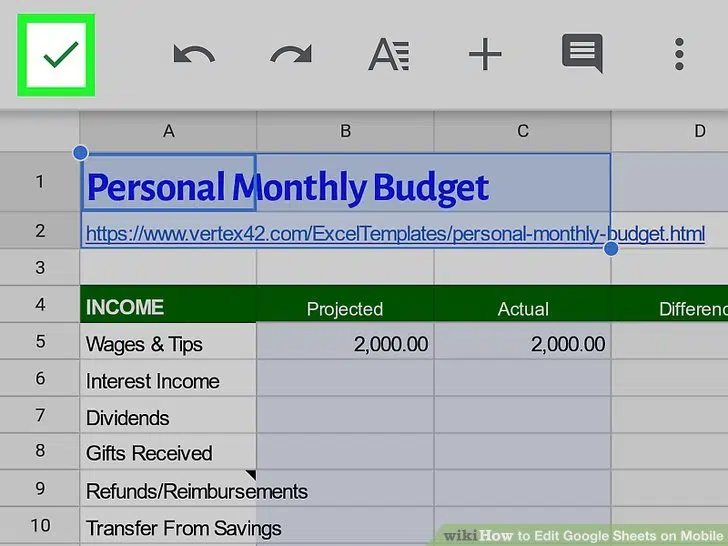 A
A B C D
1 Personal Monthly Budget
2 https://www.vertex42.com/ExcelTemplates/personal-monthly-budget.html
3
4 INCOME Projected Actual Differenc
5 Wages & Tips 2,000.00 2,000.00
6 Interest Income
7 Dividends
8 Gifts Received
9 Refunds/Reimbursements
10 Transfer From Savings
wikiHow to Edit Google Sheets on Mobile